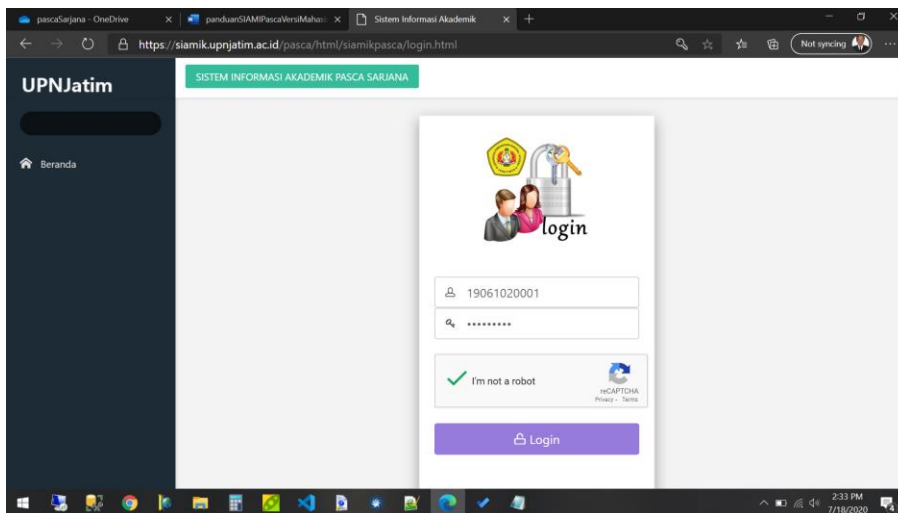 pascaSarjana - OneDrive
panduanSIAMIPascaVersiMahasi
Sistem Informasi Akademik
https://siamik.upnjatim.ac.id/pasca/html/siamikpasca/login.html
Not syncing
UPNJatim
SISTEM INFORMASI AKADEMIK PASCA SARJANA
Beranda
login
19061020001
I'm not a robot
reCAPTCHA
Privacy - Terms
Login
2:33 PM
7/18/2020